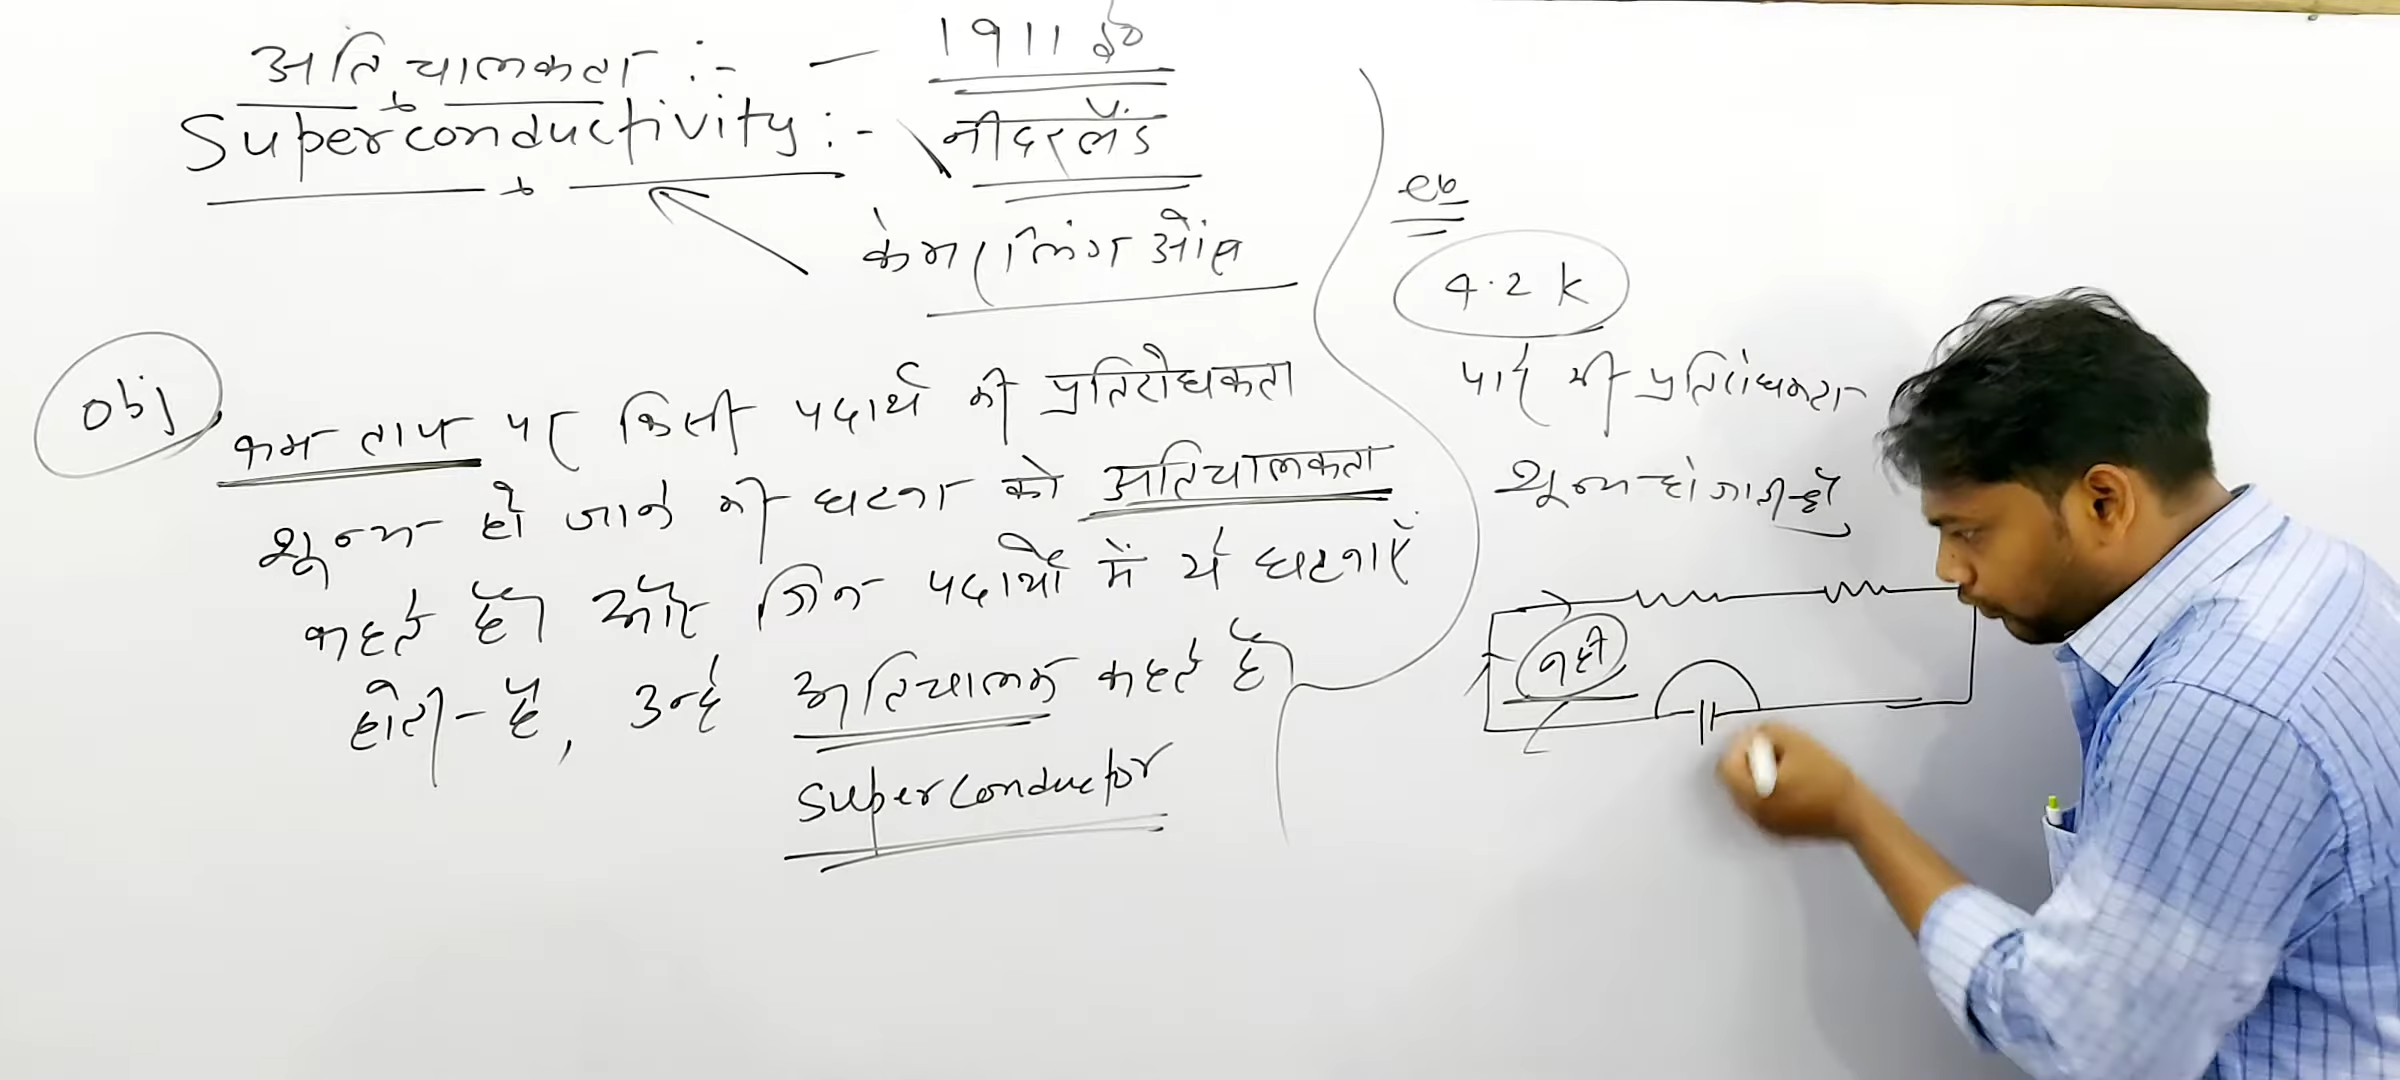 अतिचालकता :- — 1911 ई०
Superconductivity :- नीदरलैंड
केमरलिंग ओंस
Obj
कम ताप पर किसी पदार्थ की प्रतिरोधकता
शून्य हो जाने की घटना को अतिचालकता
कहते हैं। और जिन पदार्थों में ये घटनाएँ
होती है, उन्हें अतिचालक कहते हैं।
Superconductor
4.2 K
पारे की प्रतिरोधकता
शून्य हो जाती है
नहीं